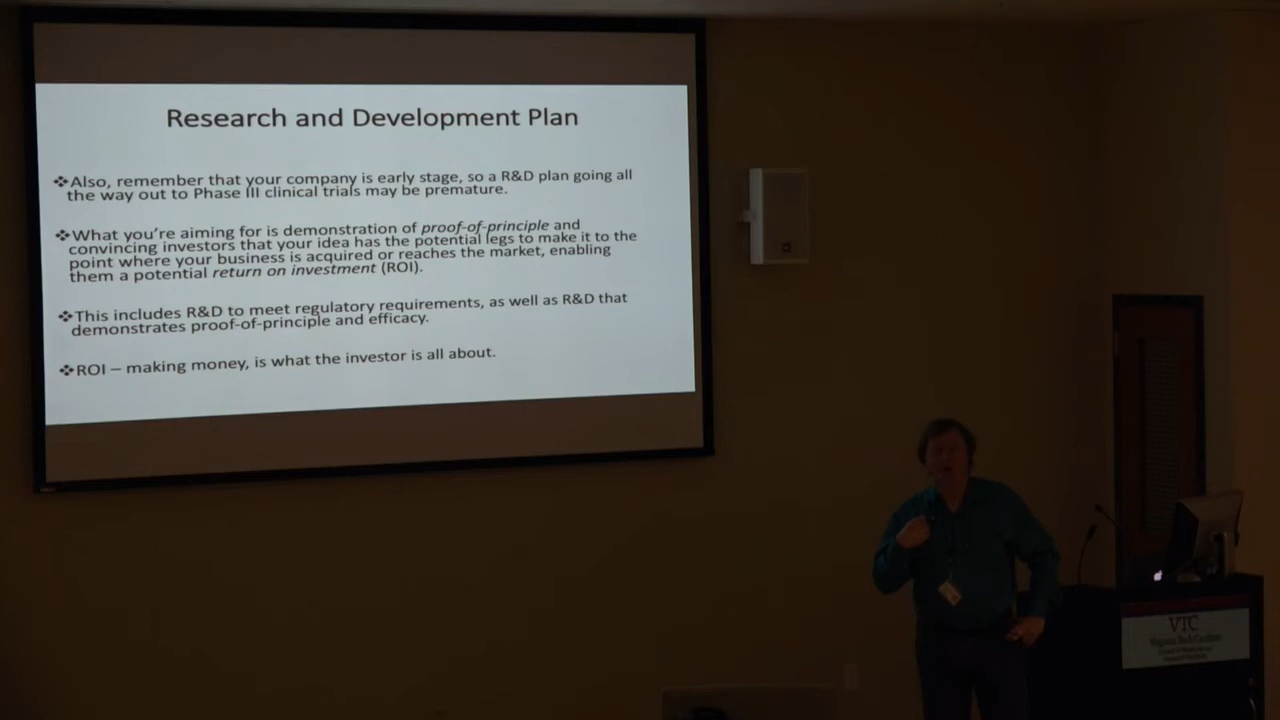 Research and Development Plan
❖Also, remember that your company is early stage, so a R&D plan going all
the way out to Phase III clinical trials may be premature.
❖What you're aiming for is demonstration of proof-of-principle and
convincing investors that your idea has the potential legs to make it to the
point where your business is acquired or reaches the market, enabling
them a potential return on investment (ROI).
❖This includes R&D to meet regulatory requirements, as well as R&D that
demonstrates proof-of-principle and efficacy.
❖ROI – making money, is what the investor is all about.
VTC
Virginia Tech Carilion